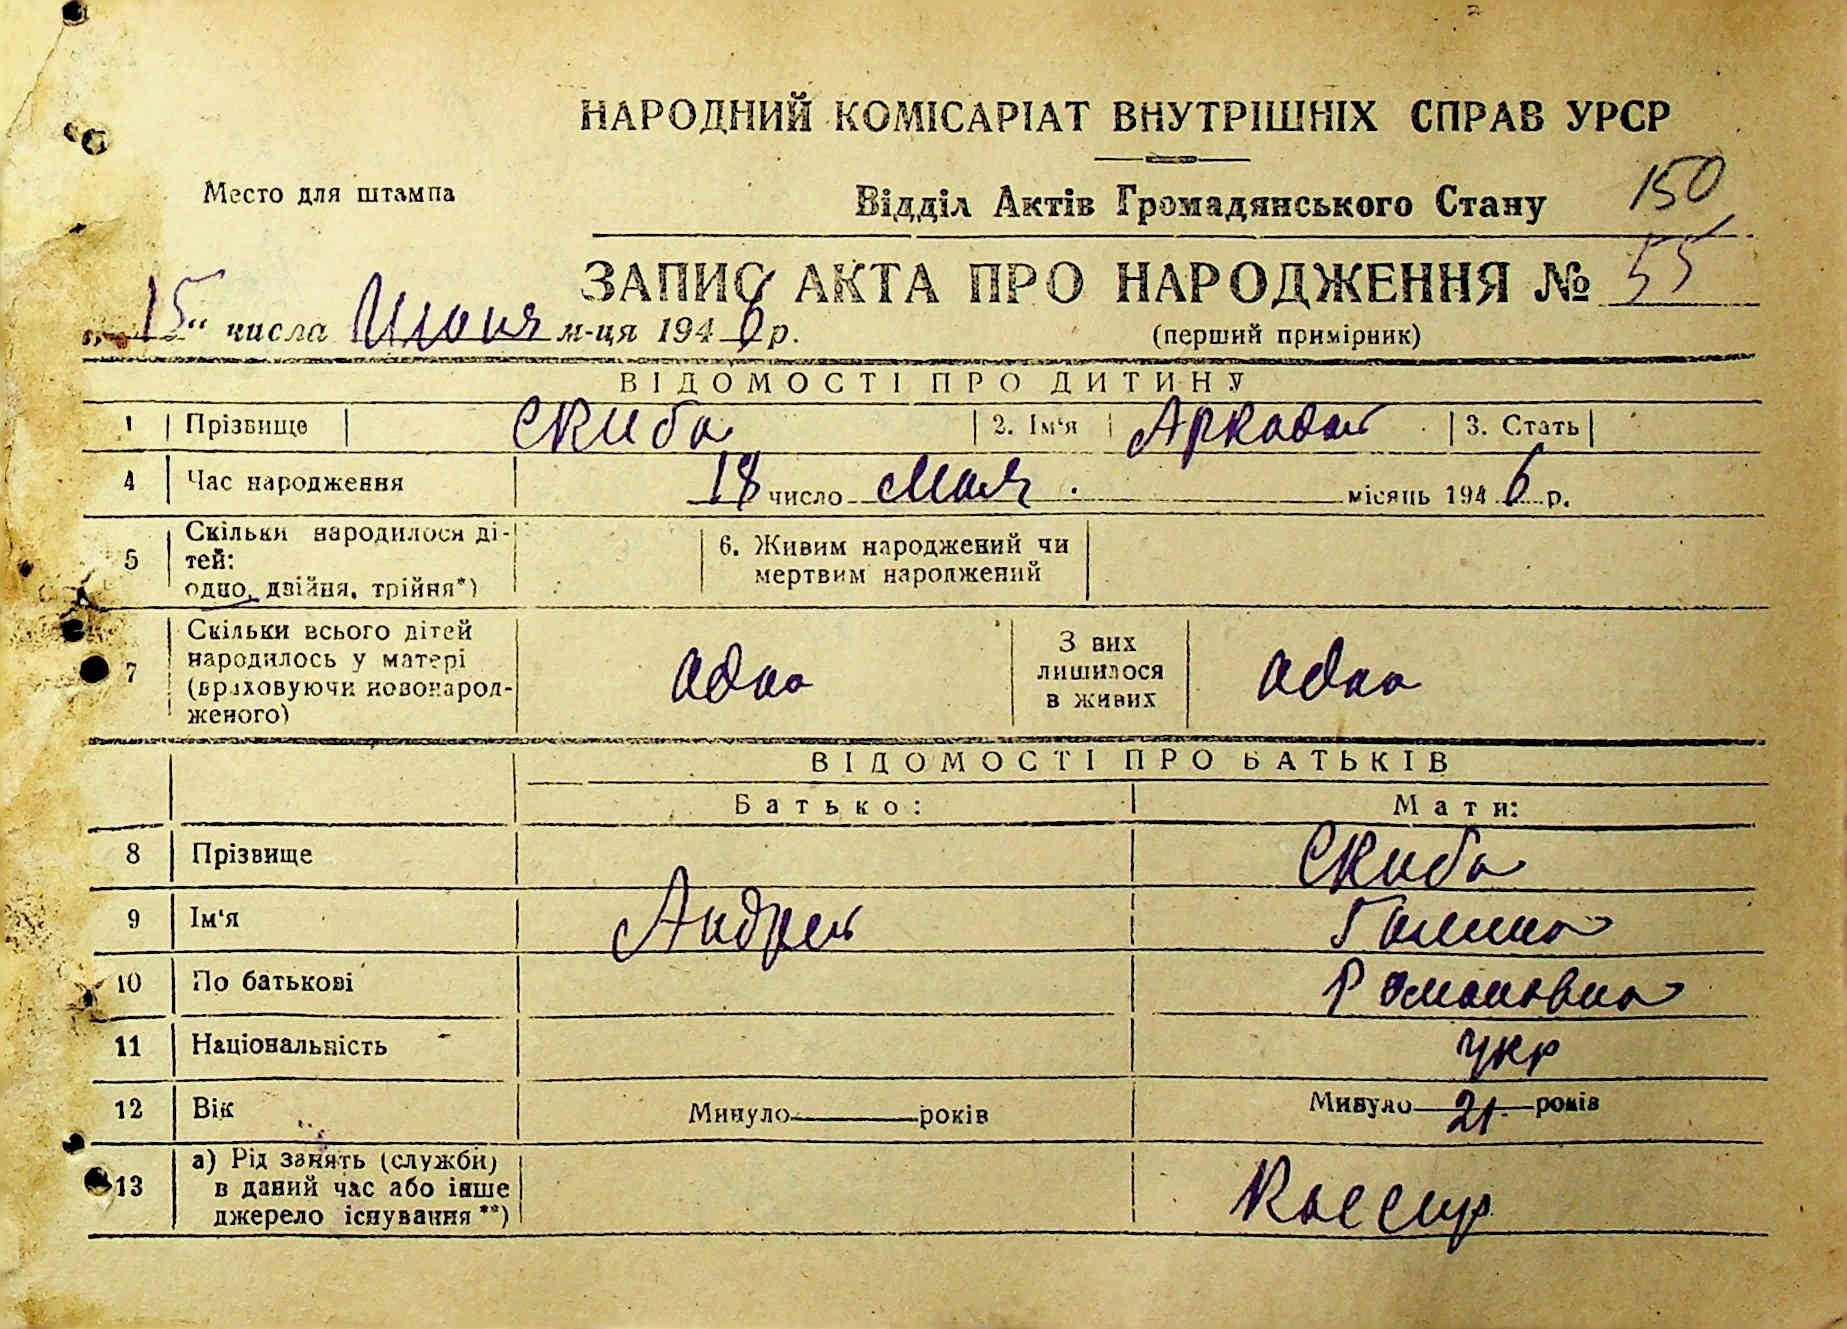 НАРОДНИЙ КОМІСАРІАТ ВНУТРІШНІХ СПРАВ УРСР
Место для штампа
Відділ Актів Громадянського Стану 150
ЗАПИС АКТА ПРО НАРОДЖЕННЯ № 55
„15" числа Июня м-ця 1946 р.
(перший примірник)
ВІДОМОСТІ ПРО ДИТИНУ
1 Прізвище Скиба 2. Ім'я Аркадий 3. Стать
4 Час народження 18 число Мая місяць 1946 р.
5 Скільки народилося ді-
тей:
одно, двійня, трійня*)
6. Живим народжений чи
мертвим народжений
7 Скільки всього дітей
народилось у матері
(враховуючи новонарод-
женого)
одно
З них
лишилося
в живих
одно
ВІДОМОСТІ ПРО БАТЬКІВ
Батько: Мати:
8 Прізвище Скиба
9 Ім'я Андрей Галина
10 По батькові Романовна
11 Національність укр
12 Вік Минуло років Минуло 21 років
13 а) Рід занять (служби)
в даний час або інше
джерело існування**)
Кассир